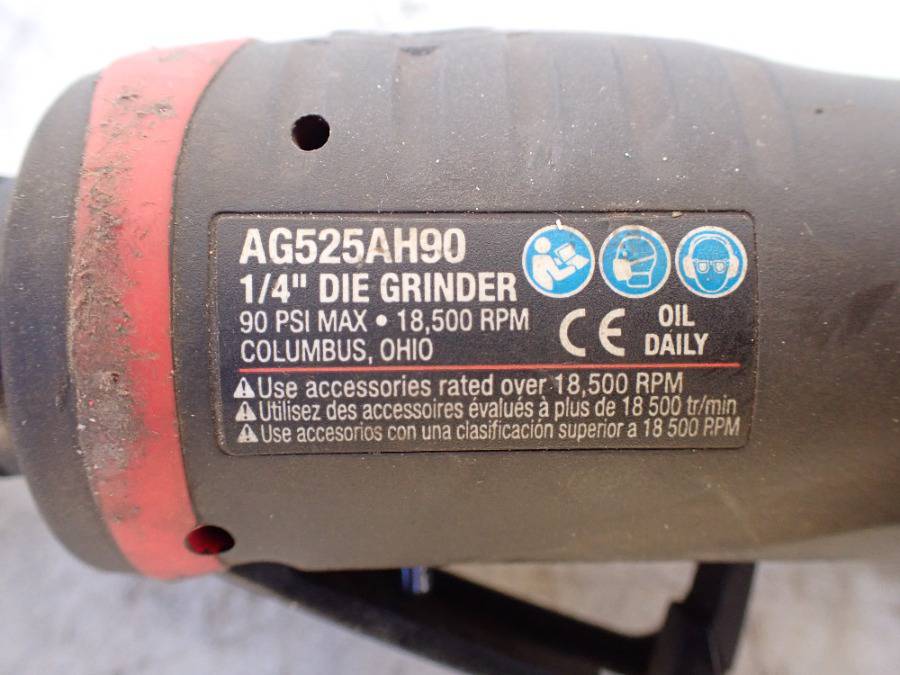 AG525AH90
1/4" DIE GRINDER
90 PSI MAX • 18,500 RPM
COLUMBUS, OHIO
CE
OIL
DAILY
⚠Use accessories rated over 18,500 RPM
⚠Utilisez des accessoires évalués à plus de 18 500 tr/min
⚠Use accesorios con una clasificación superior a 18 500 RPM